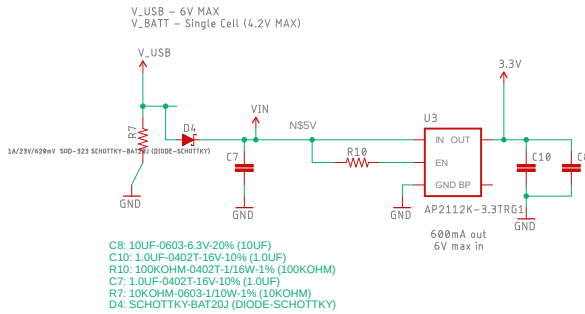 V_USB – 6V MAX
V_BATT – Single Cell (4.2V MAX)
V_USB
3.3V
VIN
N$5V
U3
R7
D4
1A/23V/620mV SOD-323 SCHOTTKY-BAT20J (DIODE-SCHOTTKY)
IN OUT
R10
EN
C7
C10
C8
GND BP
GND
GND
GND
AP2112K-3.3TRG1
GND
600mA out
6V max in
C8: 10UF-0603-6.3V-20% (10UF)
C10: 1.0UF-0402T-16V-10% (1.0UF)
R10: 100KOHM-0402T-1/16W-1% (100KOHM)
C7: 1.0UF-0402T-16V-10% (1.0UF)
R7: 10KOHM-0603-1/10W-1% (10KOHM)
D4: SCHOTTKY-BAT20J (DIODE-SCHOTTKY)